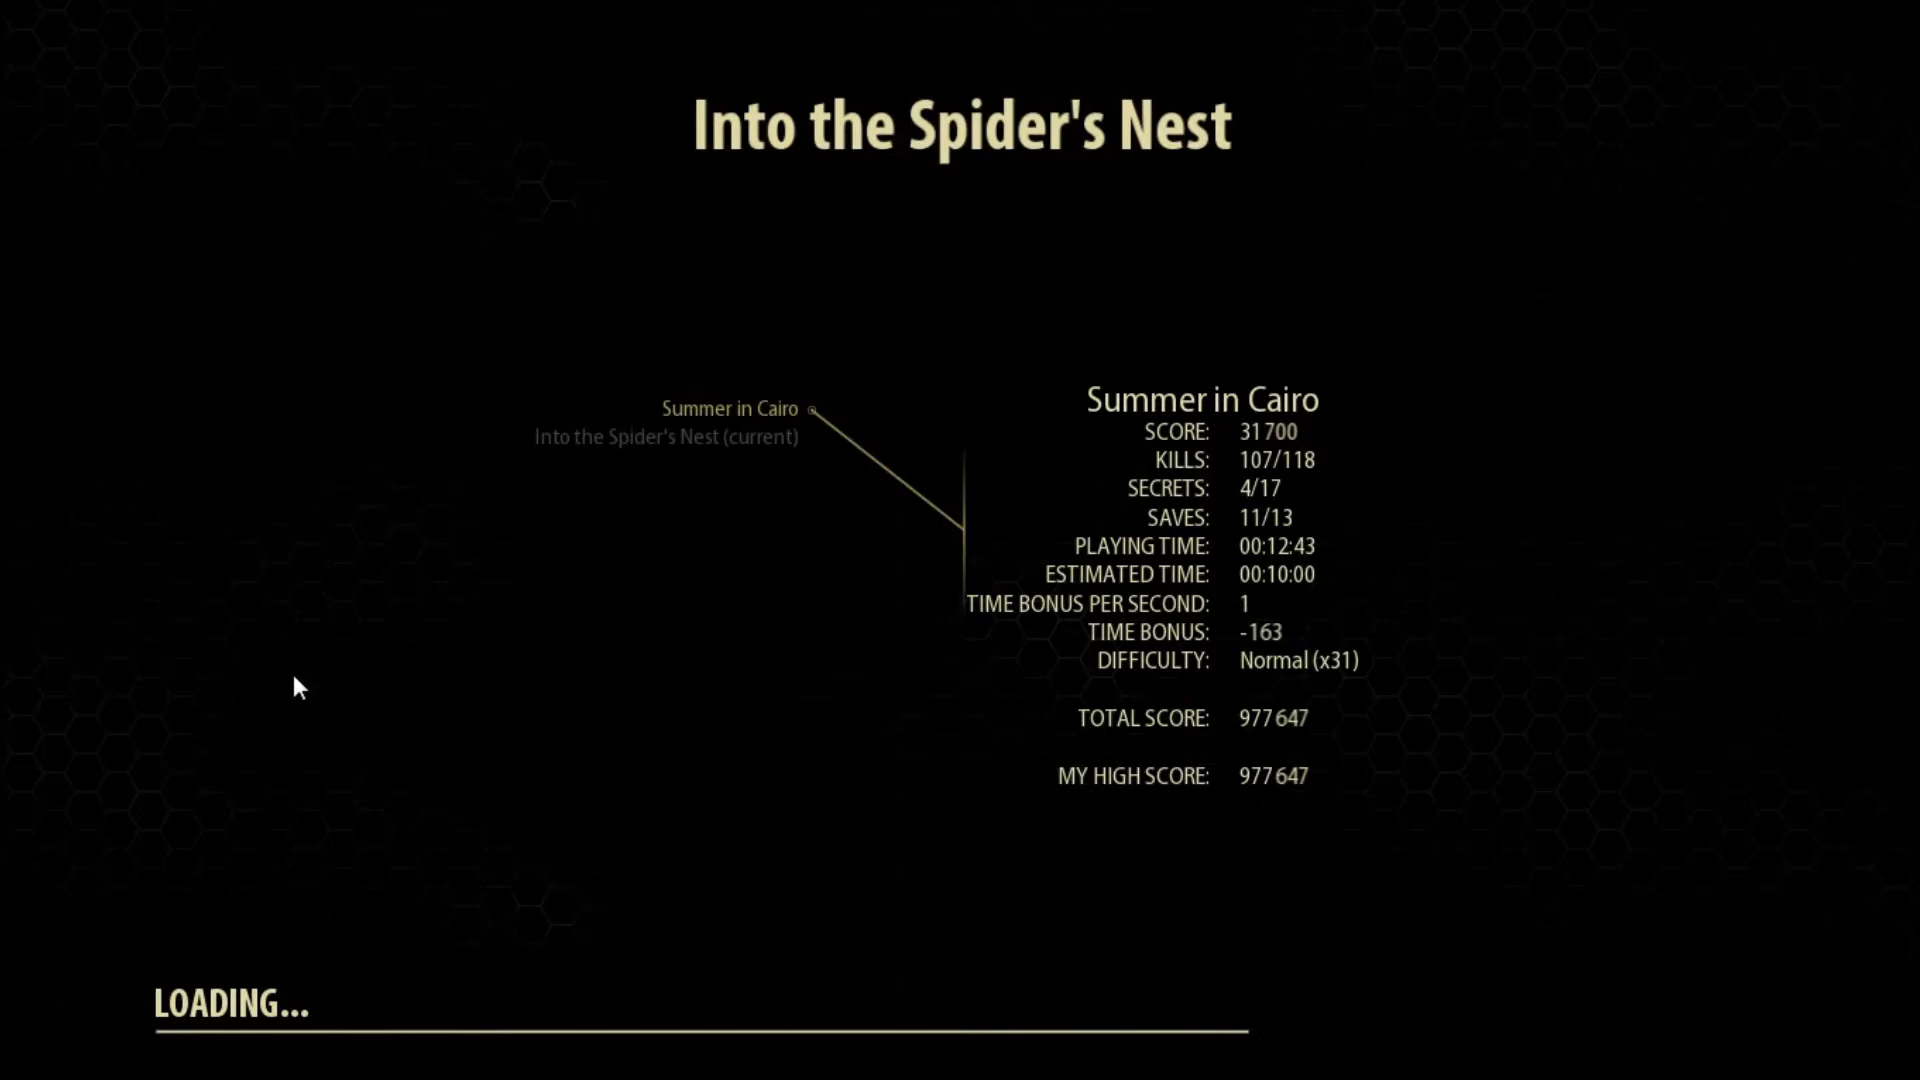 Into the Spider's Nest
Summer in Cairo
Into the Spider's Nest (current)
Summer in Cairo
SCORE: 31700
KILLS: 107/118
SECRETS: 4/17
SAVES: 11/13
PLAYING TIME: 00:12:43
ESTIMATED TIME: 00:10:00
TIME BONUS PER SECOND: 1
TIME BONUS: -163
DIFFICULTY: Normal (x31)
TOTAL SCORE: 977647
MY HIGH SCORE: 977647
LOADING...